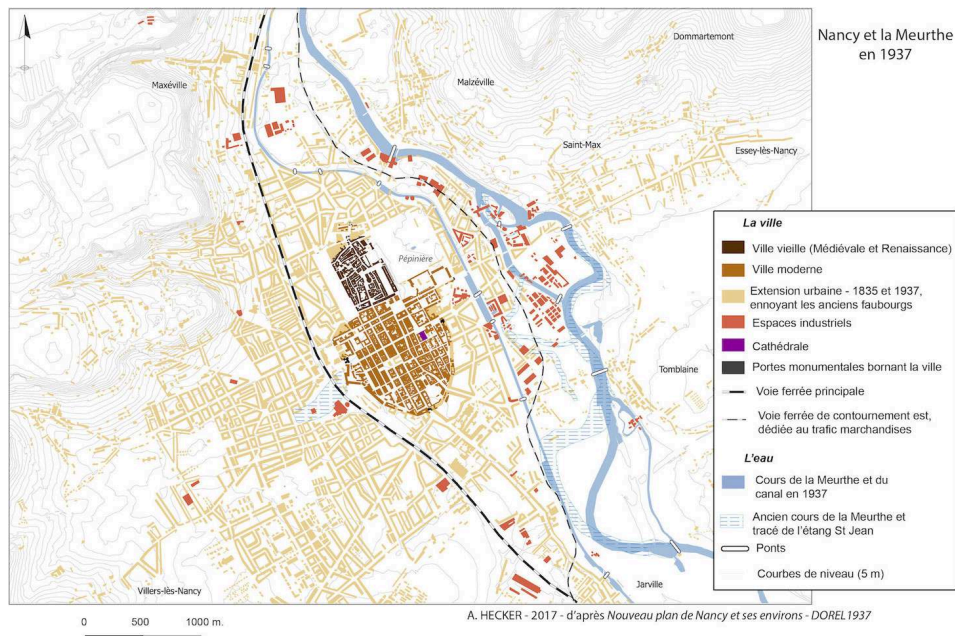 Nancy et la Meurthe
en 1937
Dommartemont
Maxéville
Malzéville
Saint-Max
Essey-lès-Nancy
Pépinière
Tomblaine
Villers-lès-Nancy
Jarville
La ville
Ville vieille (Médiévale et Renaissance)
Ville moderne
Extension urbaine - 1835 et 1937,
ennoyant les anciens faubourgs
Espaces industriels
Cathédrale
Portes monumentales bornant la ville
Voie ferrée principale
Voie ferrée de contournement est,
dédiée au trafic marchandises
L'eau
Cours de la Meurthe et du
canal en 1937
Ancien cours de la Meurthe et
tracé de l'étang St Jean
Ponts
Courbes de niveau (5 m)
A. HECKER - 2017 - d'après Nouveau plan de Nancy et ses environs - DOREL 1937
0 500 1000 m.